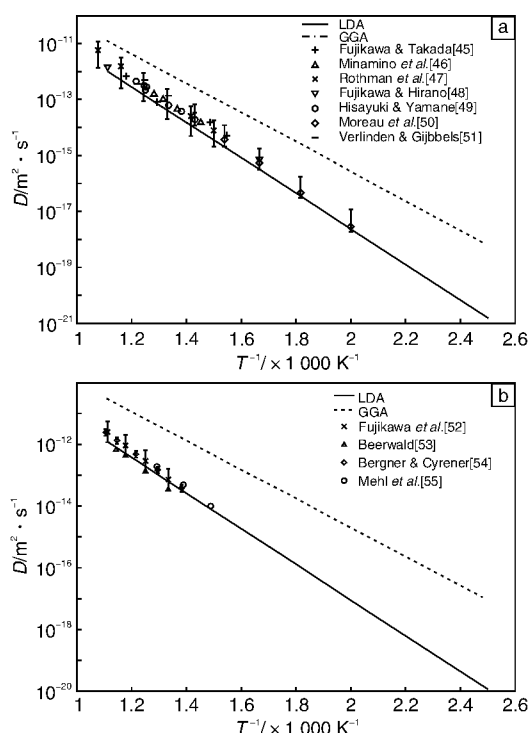 a
LDA
GGA
Fujikawa & Takada[45]
Minamino et al.[46]
Rothman et al.[47]
Fujikawa & Hirano[48]
Hisayuki & Yamane[49]
Moreau et al.[50]
Verlinden & Gijbbels[51]
D/m²·s⁻¹
10⁻¹¹
10⁻¹³
10⁻¹⁵
10⁻¹⁷
10⁻¹⁹
10⁻²¹
1.0 1.2 1.4 1.6 1.8 2 2.2 2.4 2.6
T⁻¹/×1 000 K⁻¹
b
LDA
GGA
Fujikawa et al.[52]
Beerwald[53]
Bergner & Cyrener[54]
Mehl et al.[55]
D/m²·s⁻¹
10⁻¹²
10⁻¹⁴
10⁻¹⁶
10⁻¹⁸
10⁻²⁰
1 1.2 1.4 1.6 1.8 2 2.2 2.4 2.6
T⁻¹/×1 000 K⁻¹